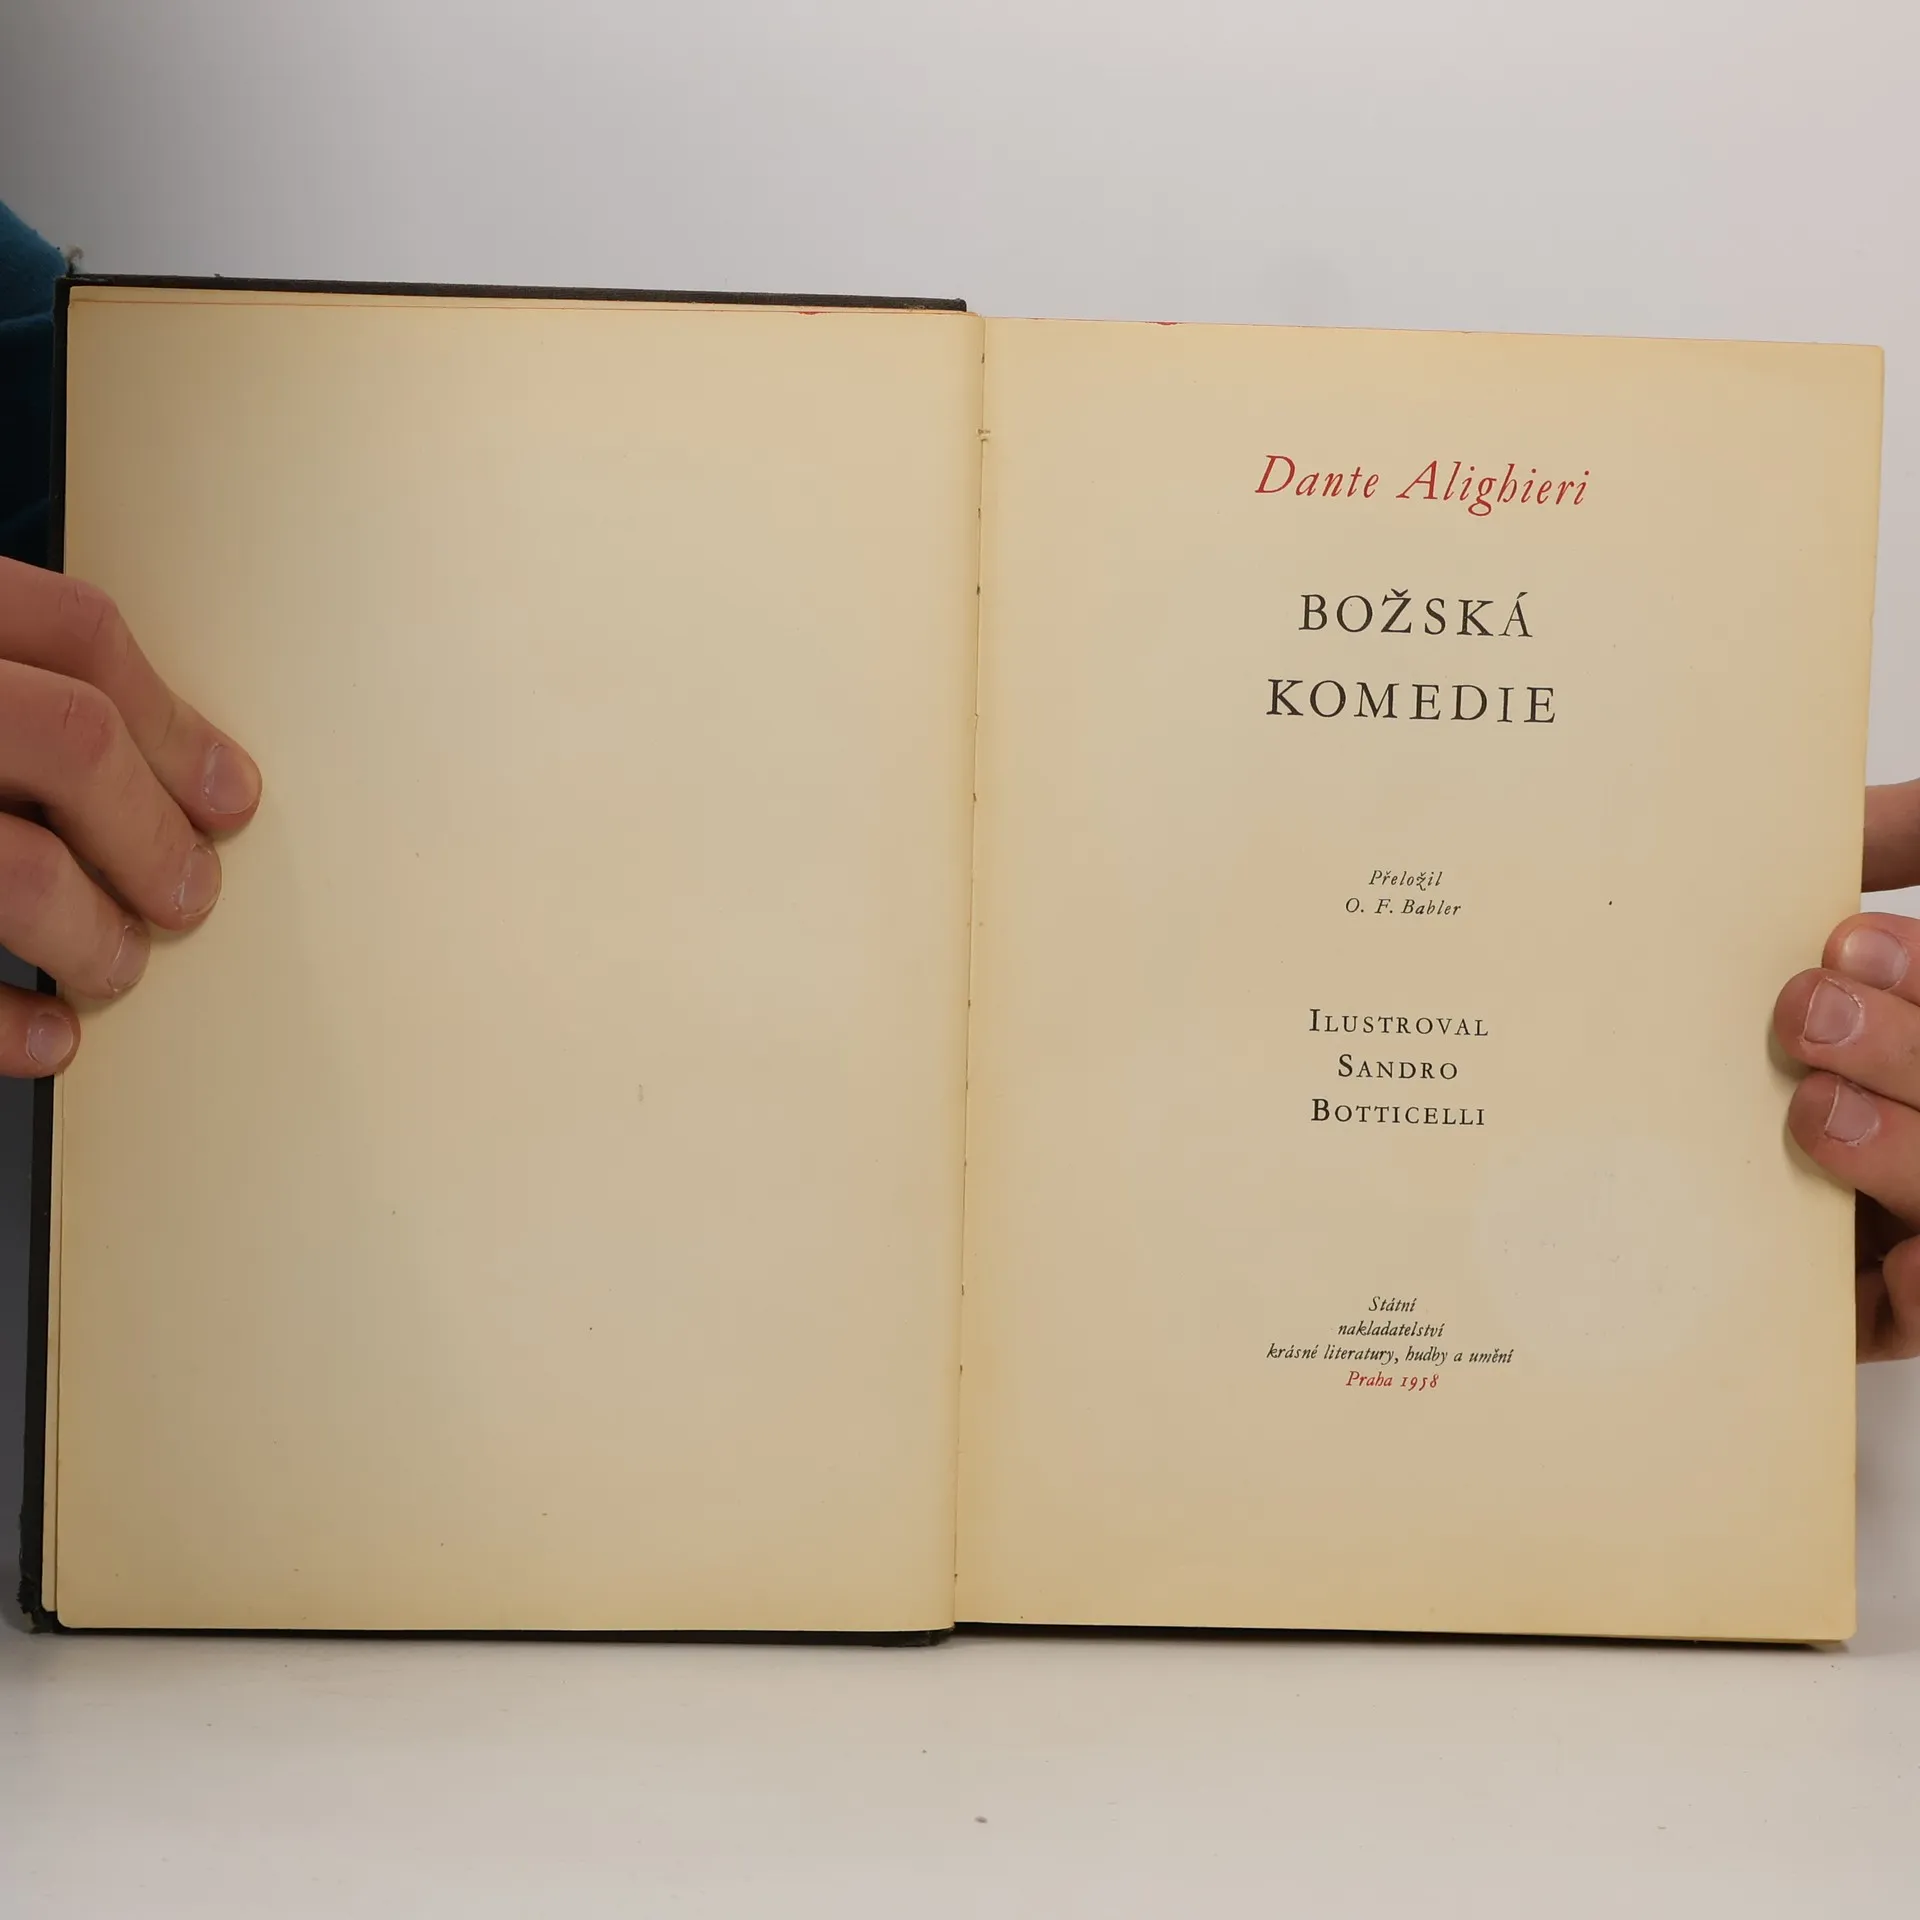 Dante Alighieri
BOŽSKÁ
KOMEDIE
Přeložil
O. F. Babler
ILUSTROVAL
SANDRO
BOTTICELLI
Státní
nakladatelství
krásné literatury, hudby a umění
Praha 1958